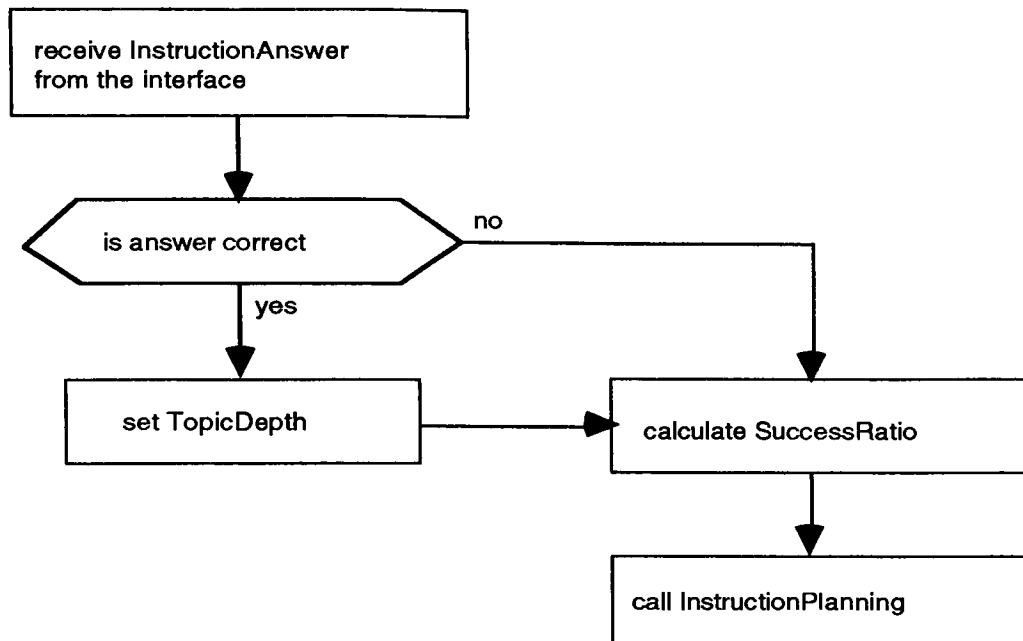 receive InstructionAnswer
from the interface
is answer correct
no
yes
set TopicDepth
calculate SuccessRatio
call InstructionPlanning